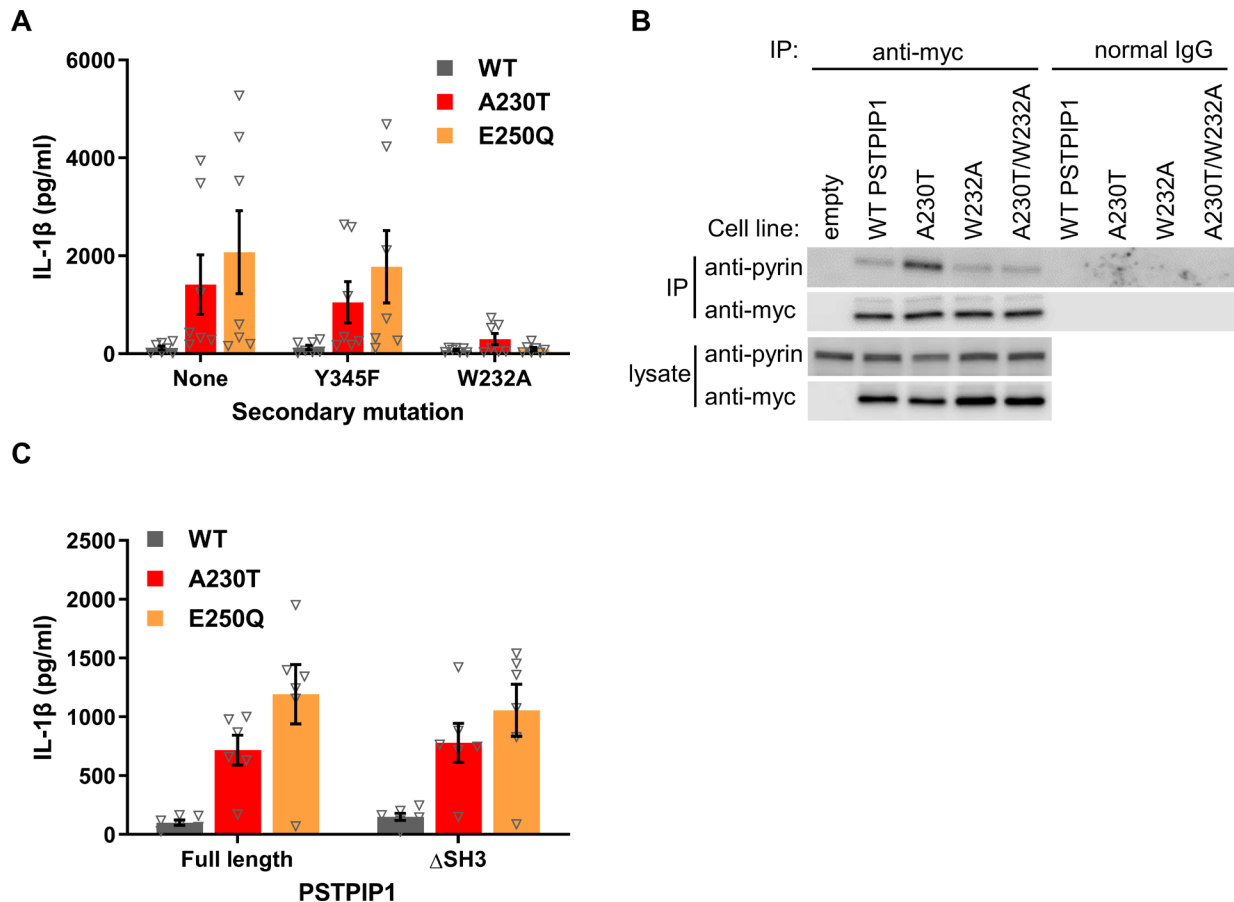 A
IL-1β (pg/ml)
6000
4000
2000
0
WT
A230T
E250Q
None Y345F W232A
Secondary mutation
B
IP: anti-myc normal IgG
Cell line: empty WT PSTPIP1 A230T W232A A230T/W232A WT PSTPIP1 A230T W232A A230T/W232A
IP anti-pyrin
anti-myc
lysate anti-pyrin
anti-myc
C
IL-1β (pg/ml)
2500
2000
1500
1000
500
0
WT
A230T
E250Q
Full length ΔSH3
PSTPIP1